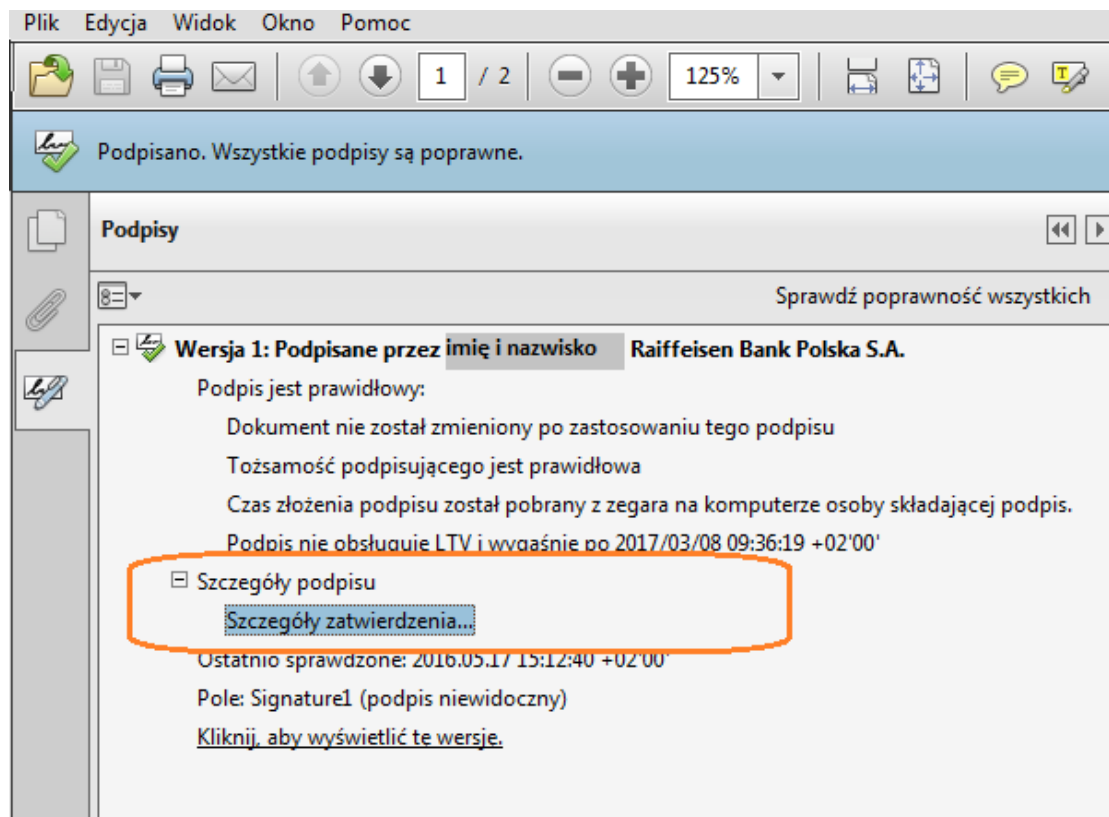 Plik Edycja Widok Okno Pomoc
1 / 2 125%
Podpisano. Wszystkie podpisy są poprawne.
Podpisy
Sprawdź poprawność wszystkich
Wersja 1: Podpisane przez imię i nazwisko Raiffeisen Bank Polska S.A.
Podpis jest prawidłowy:
Dokument nie został zmieniony po zastosowaniu tego podpisu
Tożsamość podpisującego jest prawidłowa
Czas złożenia podpisu został pobrany z zegara na komputerze osoby składającej podpis.
Podpis nie obsługuje LTV i wygaśnie po 2017/03/08 09:36:19 +02'00'
Szczegóły podpisu
Szczegóły zatwierdzenia...
Ostatnio sprawdzone: 2016.05.17 15:12:40 +02'00'
Pole: Signature1 (podpis niewidoczny)
Kliknij, aby wyświetlić tę wersję.